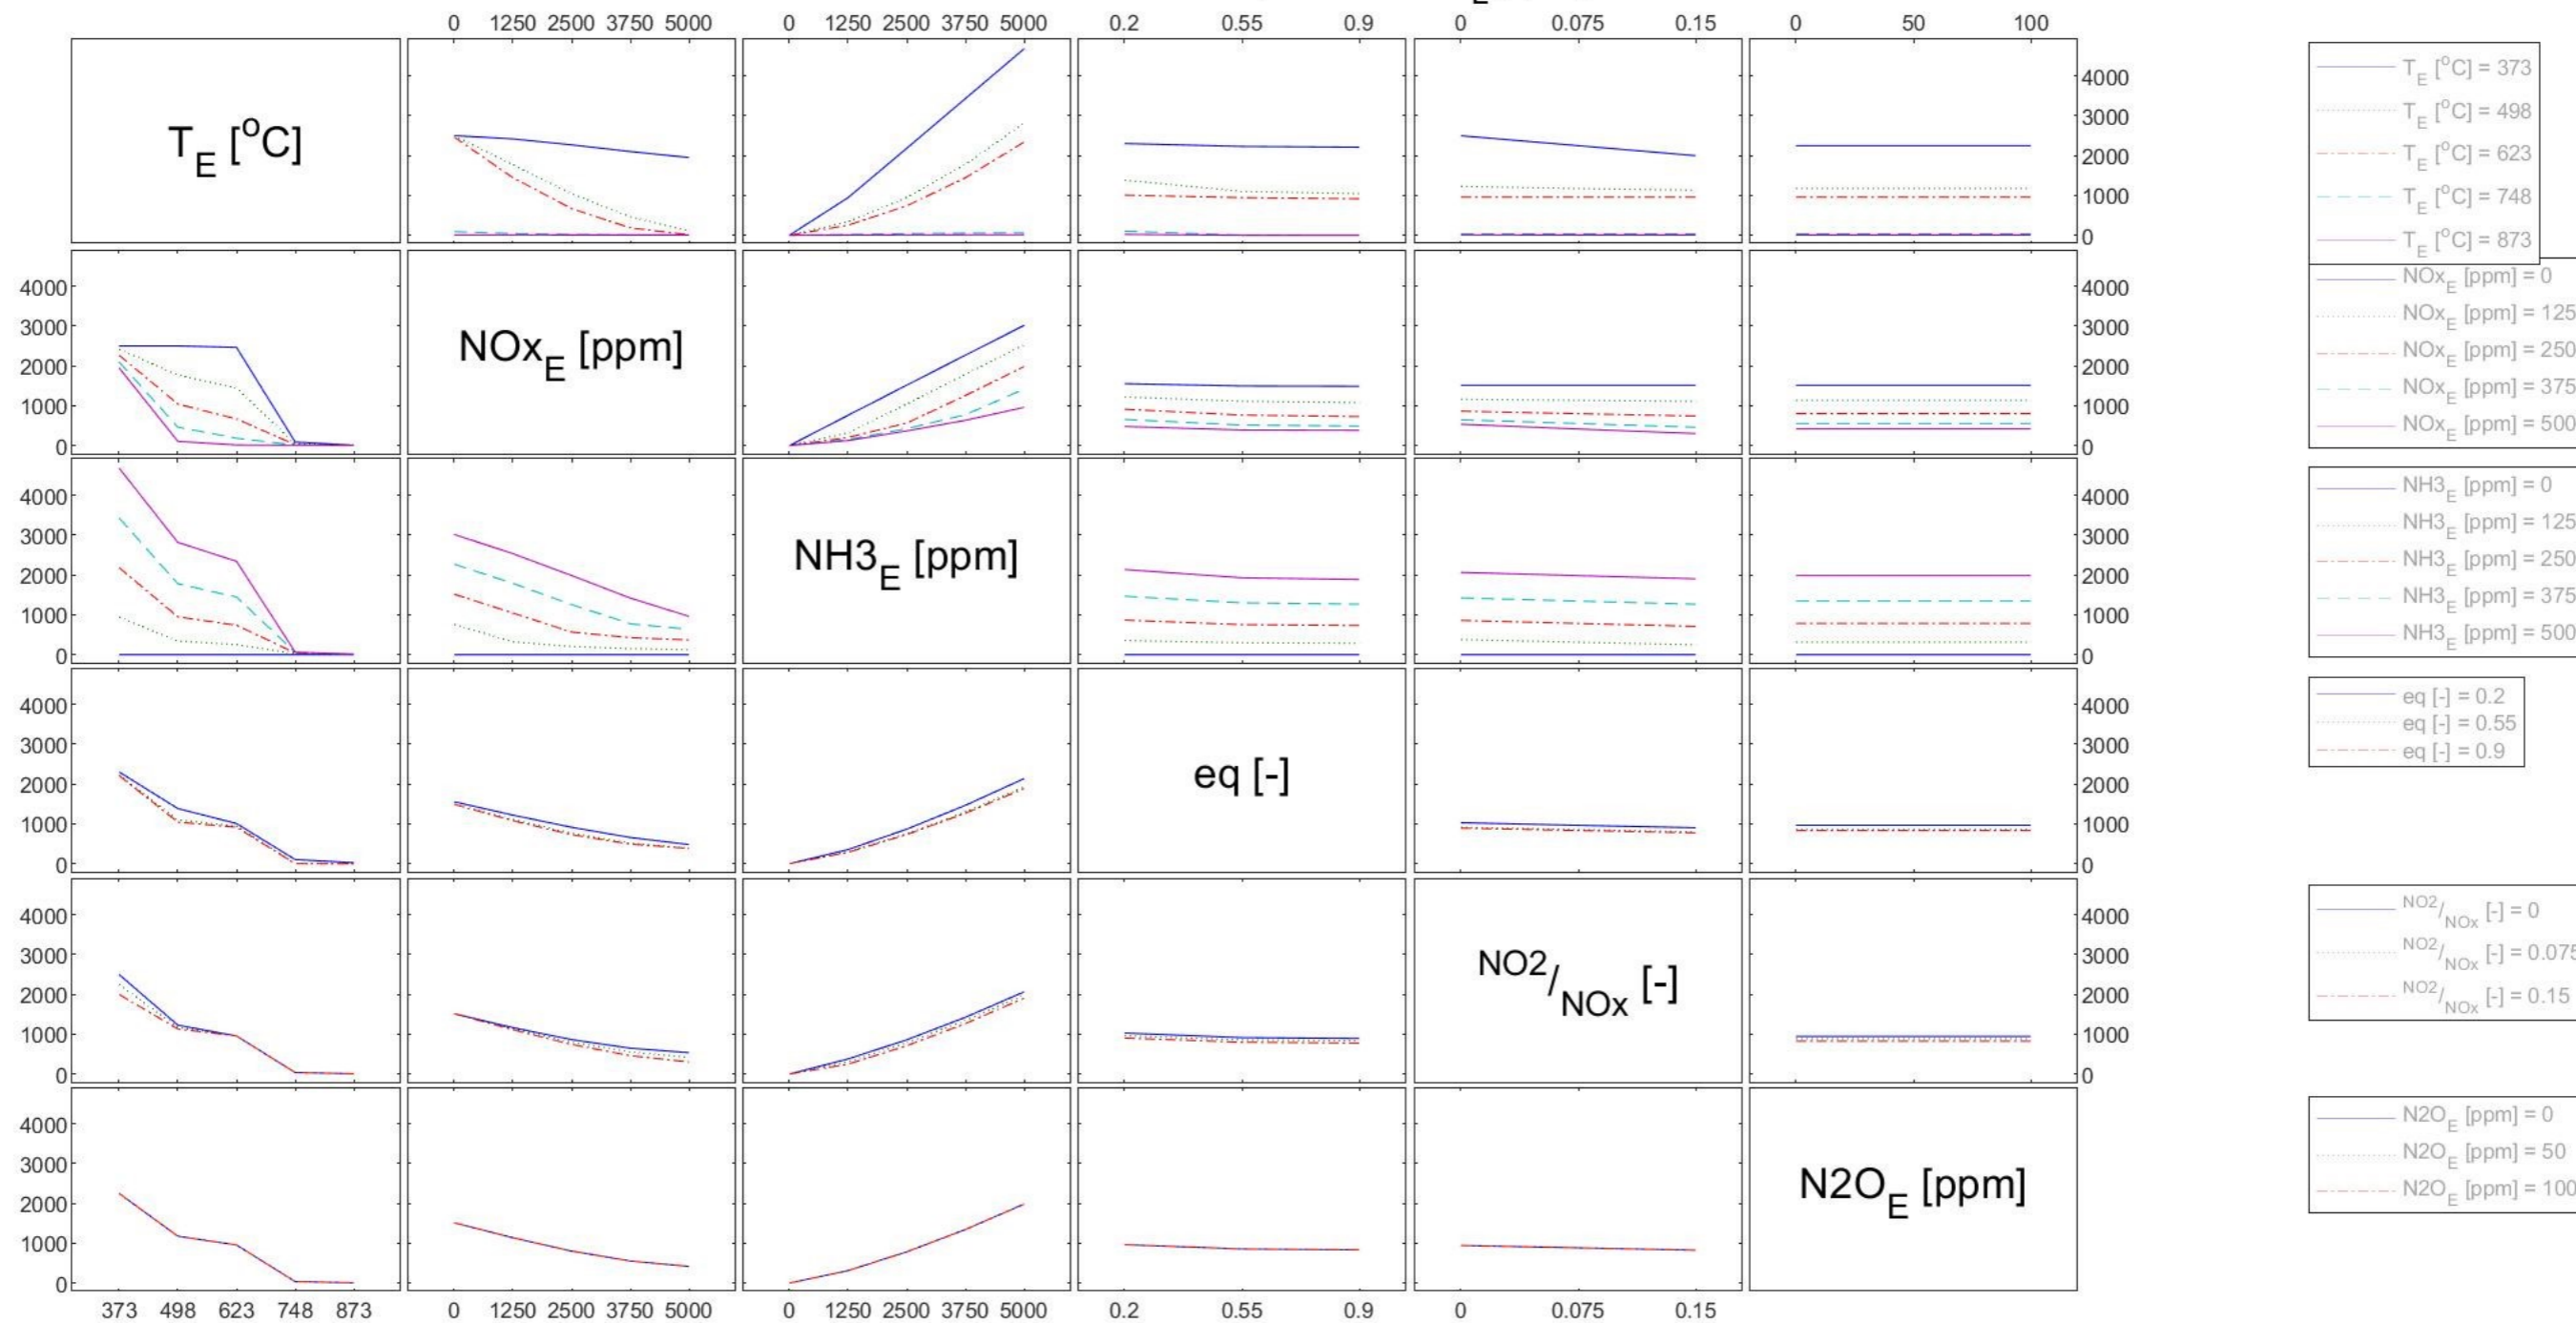 0 1250 2500 3750 5000 0 1250 2500 3750 5000 0.2 0.55 0.9 0 0.075 0.15 0 50 100
T_E [°C]
4000
3000
2000
1000
0
T_E [°C] = 373
T_E [°C] = 498
T_E [°C] = 623
T_E [°C] = 748
T_E [°C] = 873
4000
3000
2000
1000
0
NOx_E [ppm]
4000
3000
2000
1000
0
NOx_E [ppm] = 0
NOx_E [ppm] = 125
NOx_E [ppm] = 250
NOx_E [ppm] = 375
NOx_E [ppm] = 500
4000
3000
2000
1000
0
NH3_E [ppm]
4000
3000
2000
1000
0
NH3_E [ppm] = 0
NH3_E [ppm] = 125
NH3_E [ppm] = 250
NH3_E [ppm] = 375
NH3_E [ppm] = 500
4000
3000
2000
1000
0
eq [-]
4000
3000
2000
1000
0
eq [-] = 0.2
eq [-] = 0.55
eq [-] = 0.9
4000
3000
2000
1000
0
NO2/NOx [-]
4000
3000
2000
1000
0
NO2/NOx [-] = 0
NO2/NOx [-] = 0.075
NO2/NOx [-] = 0.15
4000
3000
2000
1000
0
N2O_E [ppm]
N2O_E [ppm] = 0
N2O_E [ppm] = 50
N2O_E [ppm] = 100
373 498 623 748 873 0 1250 2500 3750 5000 0 1250 2500 3750 5000 0.2 0.55 0.9 0 0.075 0.15